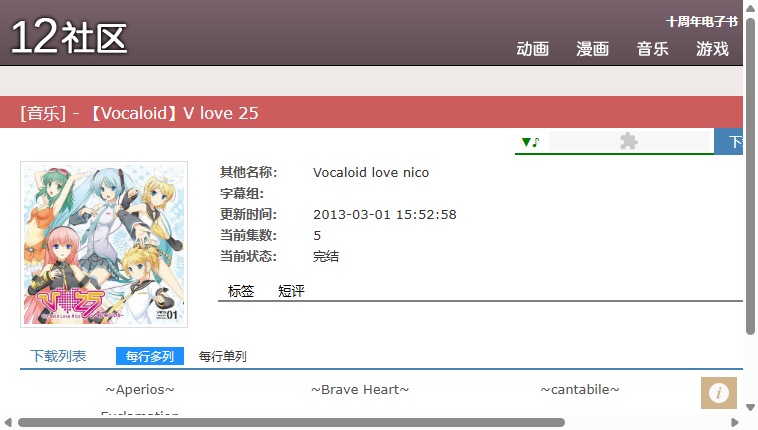 12社区
十周年电子书
动画 漫画 音乐 游戏
[音乐] - 【Vocaloid】V love 25
▼♪
其他名称: Vocaloid love nico
字幕组:
更新时间: 2013-03-01 15:52:58
当前集数: 5
当前状态: 完结
标签 短评
V♥25
01
下载列表 每行多列 每行单列
~Aperios~ ~Brave Heart~ ~cantabile~